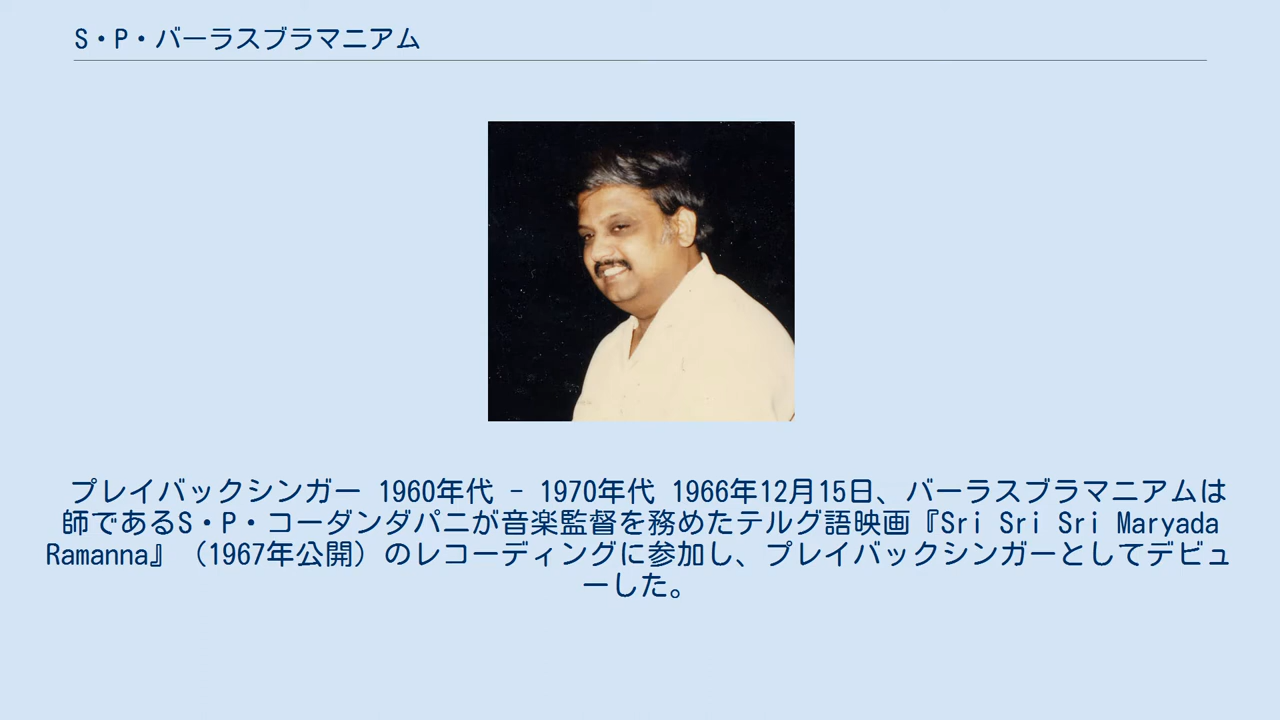 S・P・バーラスブラマニアム
プレイバックシンガー 1960年代 – 1970年代 1966年12月15日、バーラスブラマニアムは
師であるS・P・コーダンダパニが音楽監督を務めたテルグ語映画『Sri Sri Sri Maryada
Ramanna』（1967年公開）のレコーディングに参加し、プレイバックシンガーとしてデビュ
ーした。